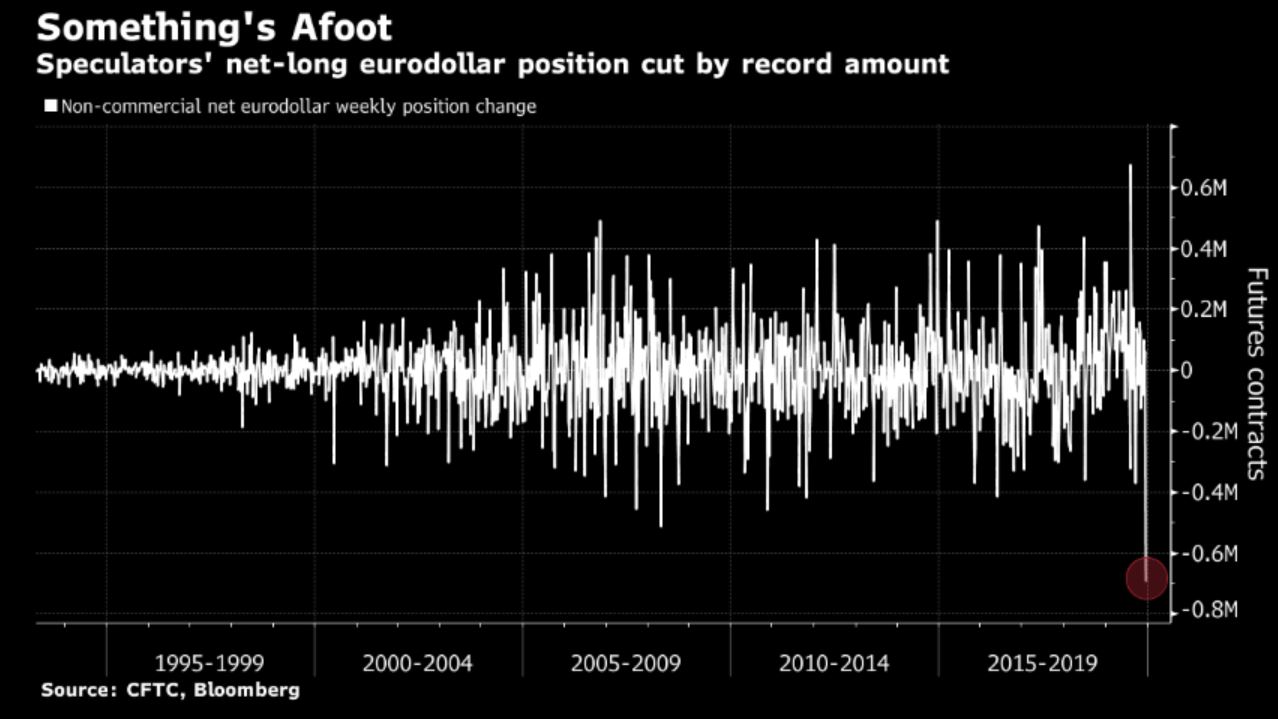 Something's Afoot
Speculators' net-long eurodollar position cut by record amount
Non-commercial net eurodollar weekly position change
0.6M
0.4M
0.2M
0
-0.2M
-0.4M
-0.6M
-0.8M
Futures contracts
1995-1999
2000-2004
2005-2009
2010-2014
2015-2019
Source: CFTC, Bloomberg